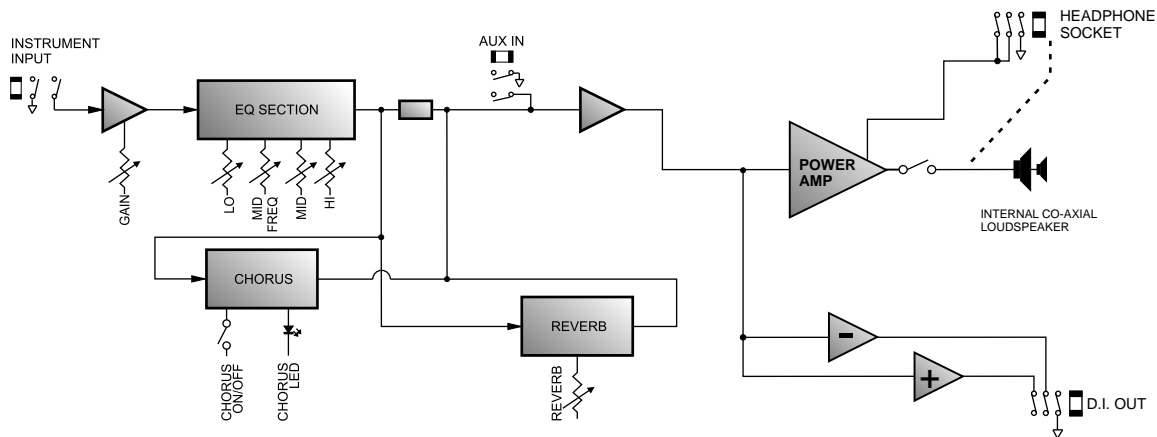 HEADPHONE
SOCKET
INSTRUMENT
INPUT
AUX IN
EQ SECTION
POWER
AMP
GAIN
LO
MID
FREQ
MID
HI
INTERNAL CO-AXIAL
LOUDSPEAKER
CHORUS
REVERB
-
+
CHORUS
ON/OFF
CHORUS
LED
REVERB
D.I. OUT